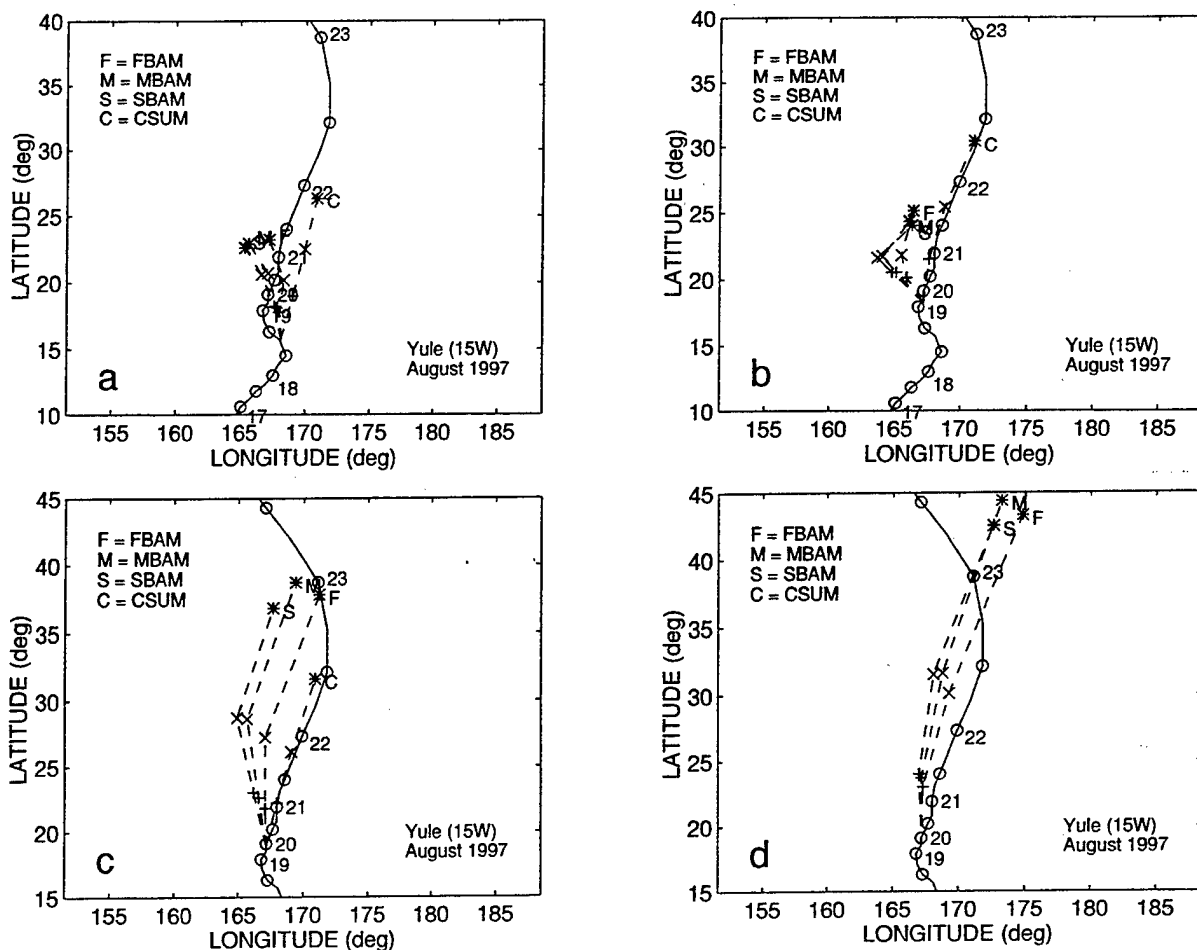 40
35
30
25
20
15
10
LATITUDE (deg)
F = FBAM
M = MBAM
S = SBAM
C = CSUM
23
22
C
F
21
20
19
18
17
a
Yule (15W)
August 1997
155 160 165 170 175 180 185
LONGITUDE (deg)
40
35
30
25
20
15
10
LATITUDE (deg)
F = FBAM
M = MBAM
S = SBAM
C = CSUM
23
C
22
F
M
21
20
19
18
17
b
Yule (15W)
August 1997
155 160 165 170 175 180 185
LONGITUDE (deg)
45
40
35
30
25
20
15
LATITUDE (deg)
F = FBAM
M = MBAM
S = SBAM
C = CSUM
23
M
F
S
C
22
21
20
19
c
Yule (15W)
August 1997
155 160 165 170 175 180 185
LONGITUDE (deg)
45
40
35
30
25
20
15
LATITUDE (deg)
F = FBAM
M = MBAM
S = SBAM
C = CSUM
M
F
S
23
22
21
20
19
d
Yule (15W)
August 1997
155 160 165 170 175 180 185
LONGITUDE (deg)